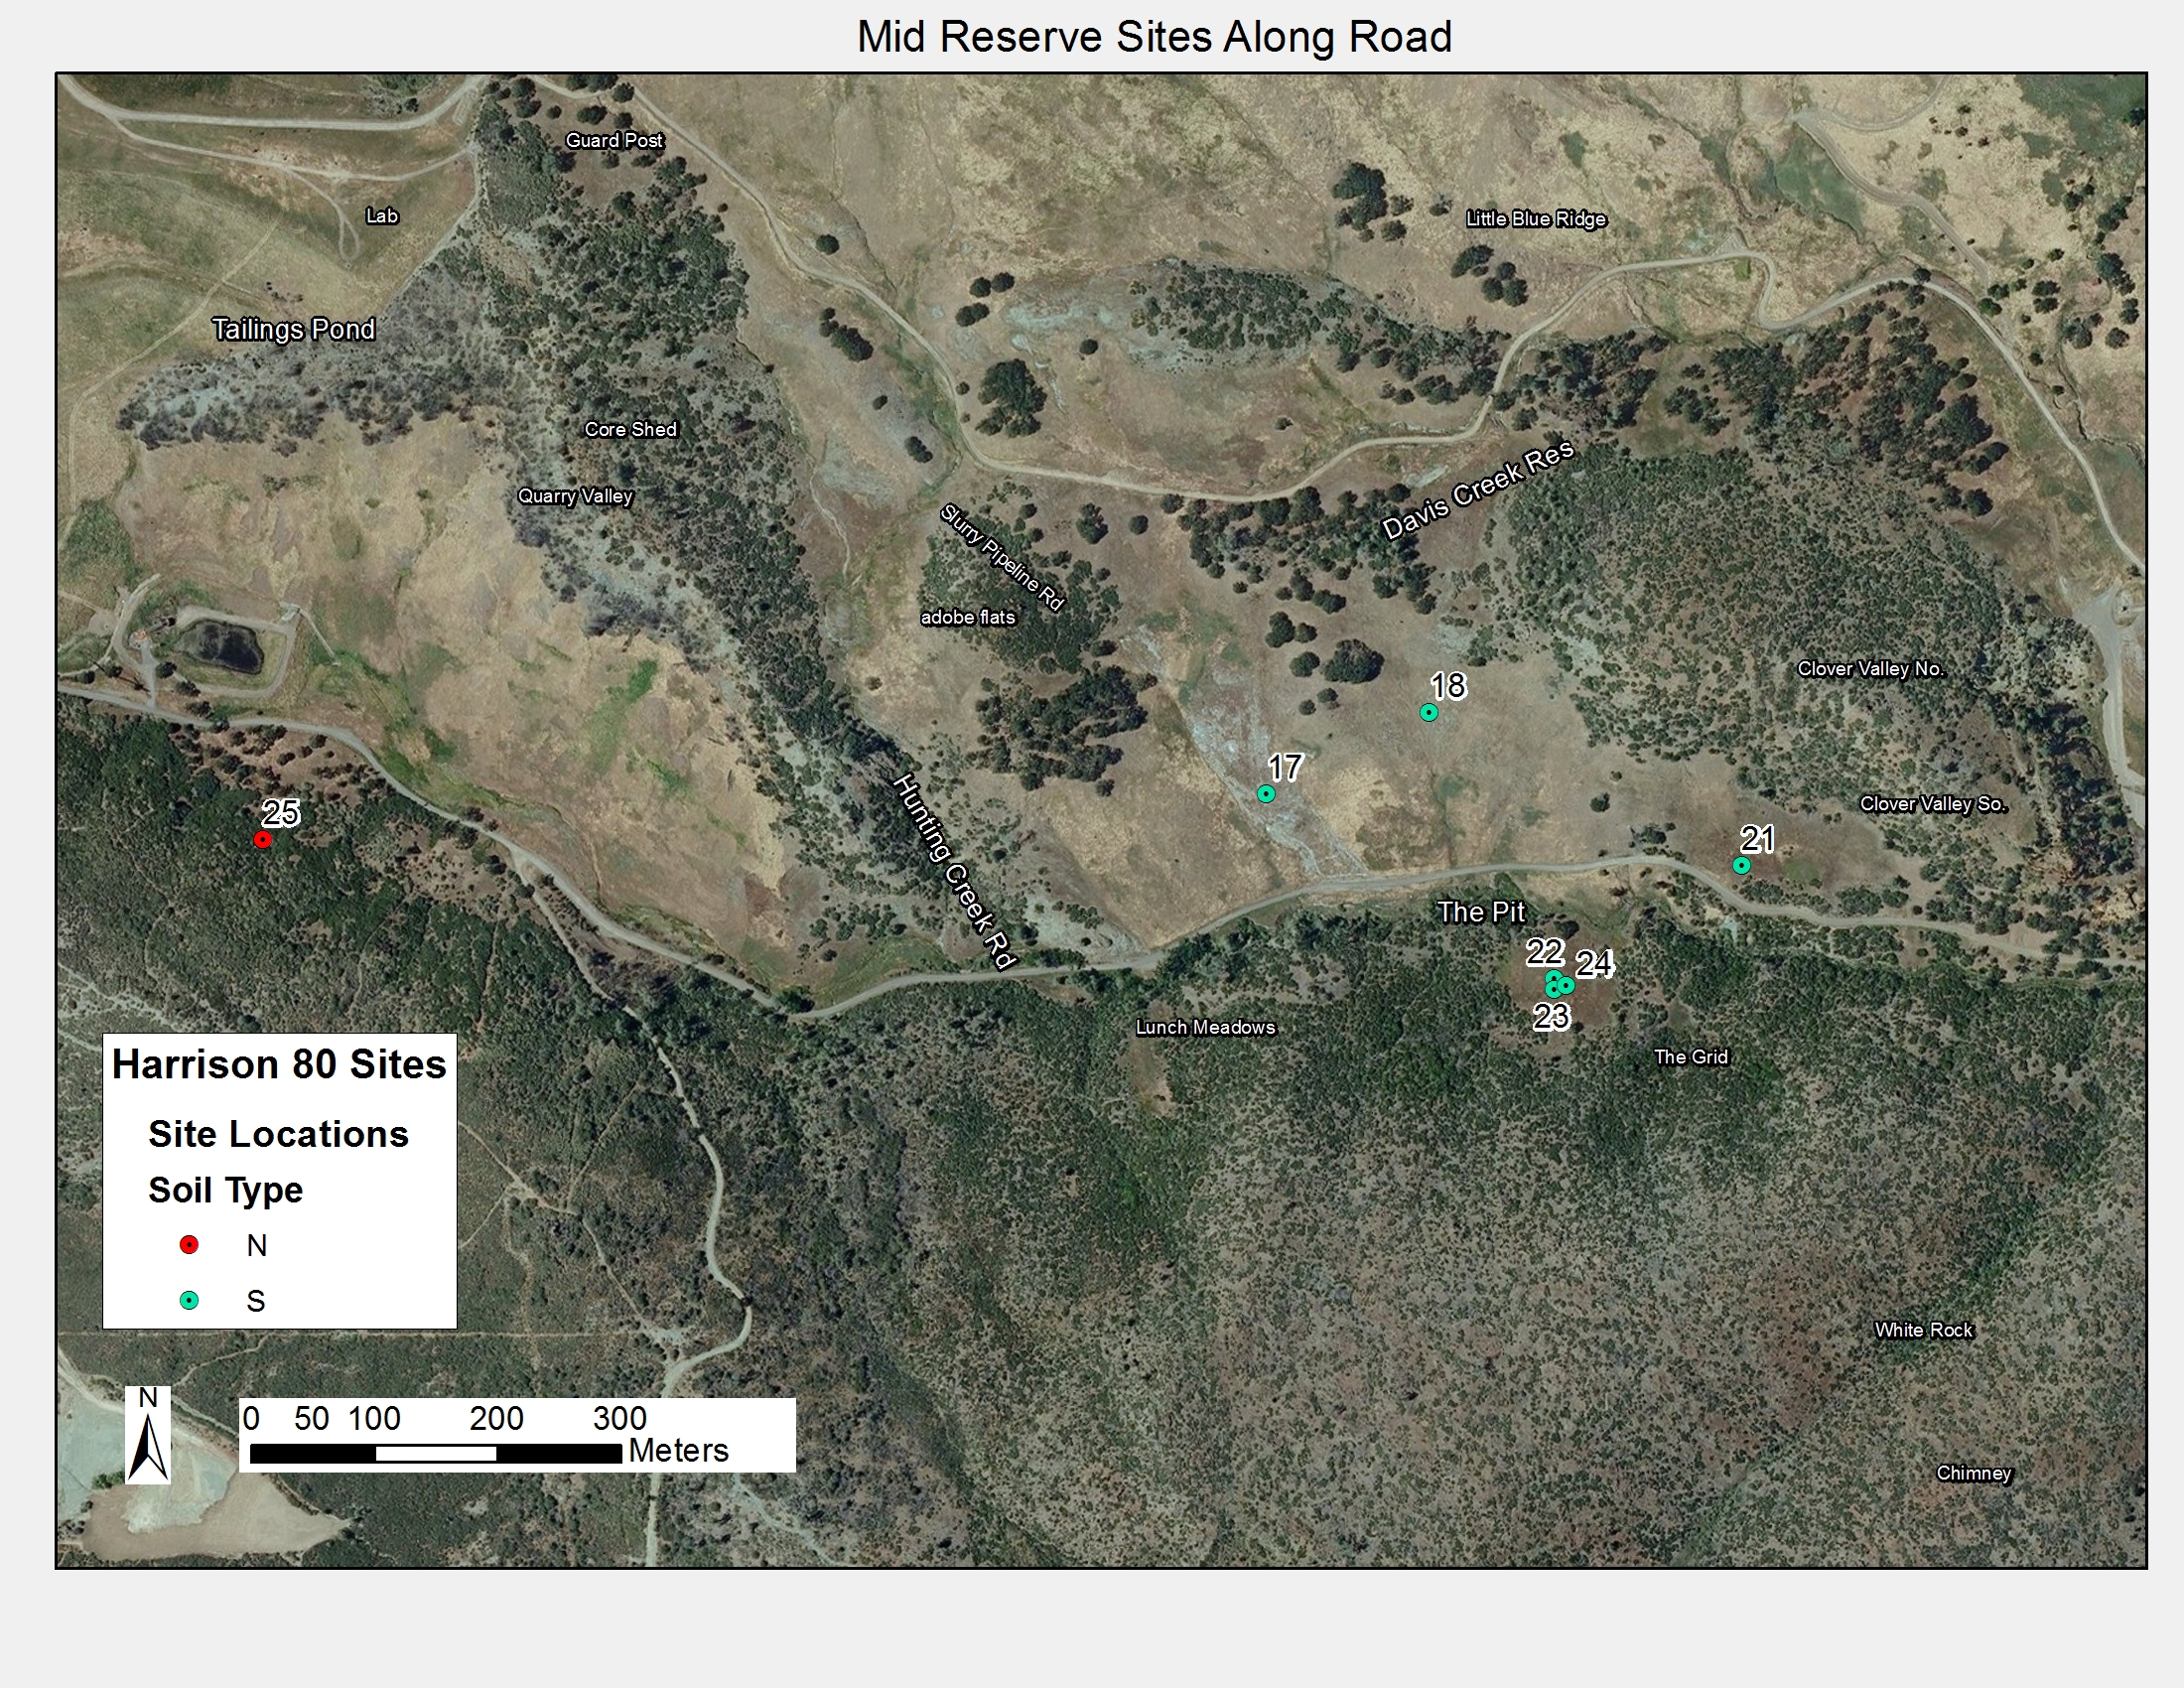 Mid Reserve Sites Along Road
Guard Post
Lab
Little Blue Ridge
Tailings Pond
Core Shed
Quarry Valley
Davis Creek Res
Slurry Pipeline Rd
adobe flats
Clover Valley No.
18
17
Clover Valley So.
25
21
Hunting Creek Rd
The Pit
22
24
23
Lunch Meadows
The Grid
Harrison 80 Sites
Site Locations
Soil Type
N
S
White Rock
Chimney
N
0 50 100 200 300
Meters